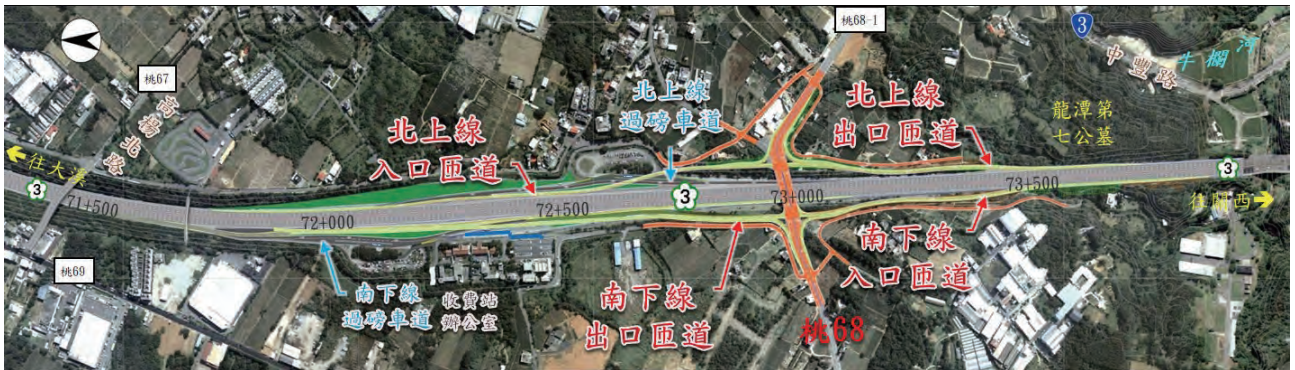 桃68-1
3
中豐路
牛欄河
桃67
高楊北路
北上線
過磅車道
北上線
入口匝道
北上線
出口匝道
龍潭第
七公墓
往大溪
3
71+500
72+000
72+500
3
73+000
73+500
3
往關西
桃69
南下線
過磅車道
收費站
辦公室
南下線
出口匝道
南下線
入口匝道
桃68